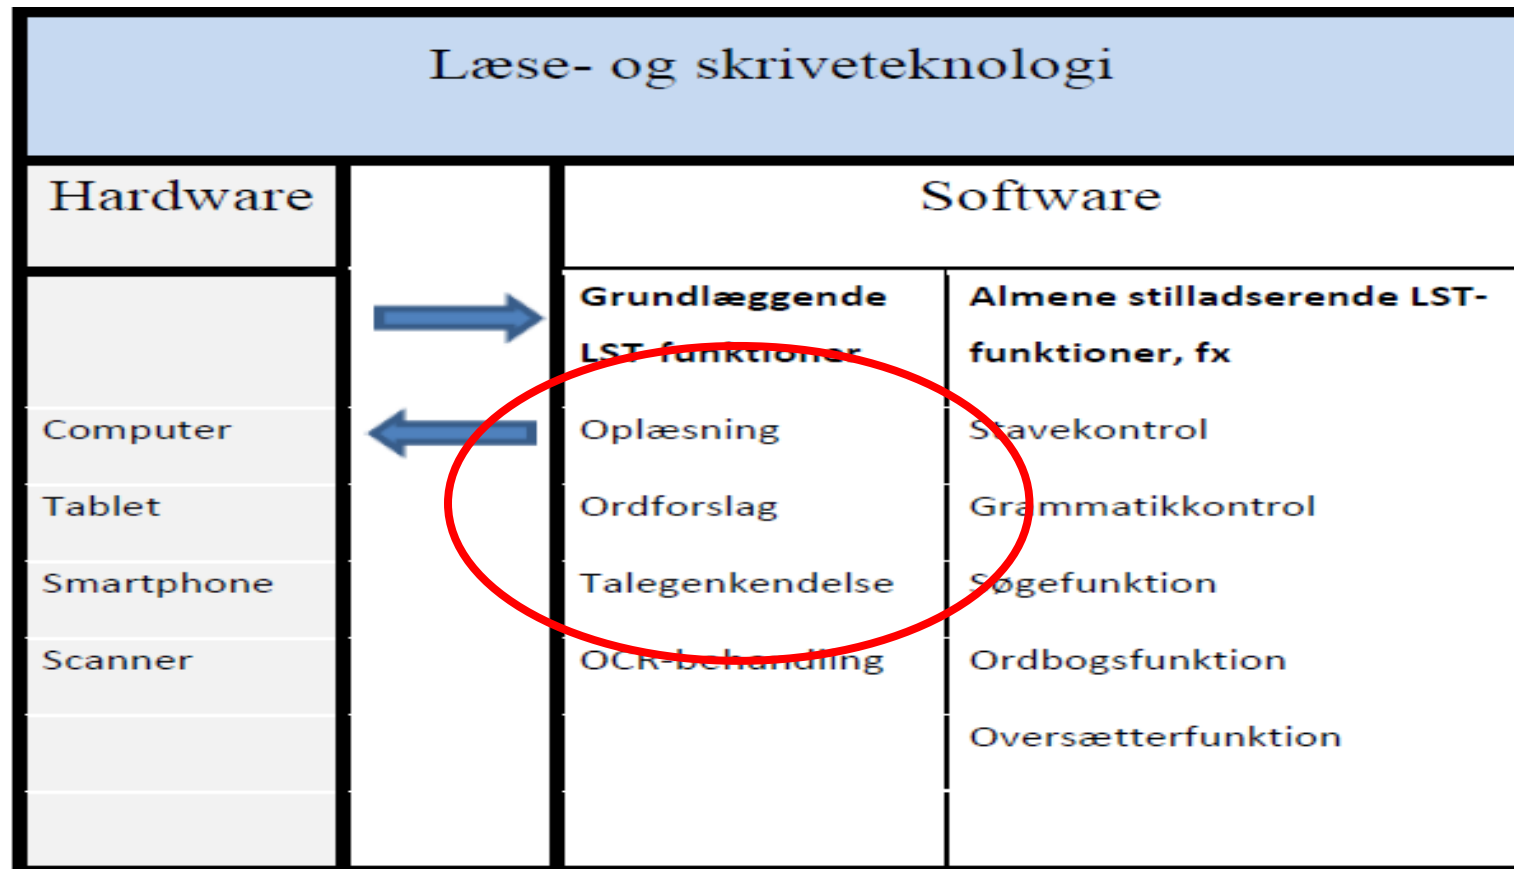 Læse- og skriveteknologi
Hardware
Software
Grundlæggende
LST-funktioner
Almene stilladserende LST-
funktioner, fx
Computer
Oplæsning
Stavekontrol
Tablet
Ordforslag
Grammatikkontrol
Smartphone
Talegenkendelse
Søgefunktion
Scanner
OCR-behandling
Ordbogsfunktion
Oversætterfunktion